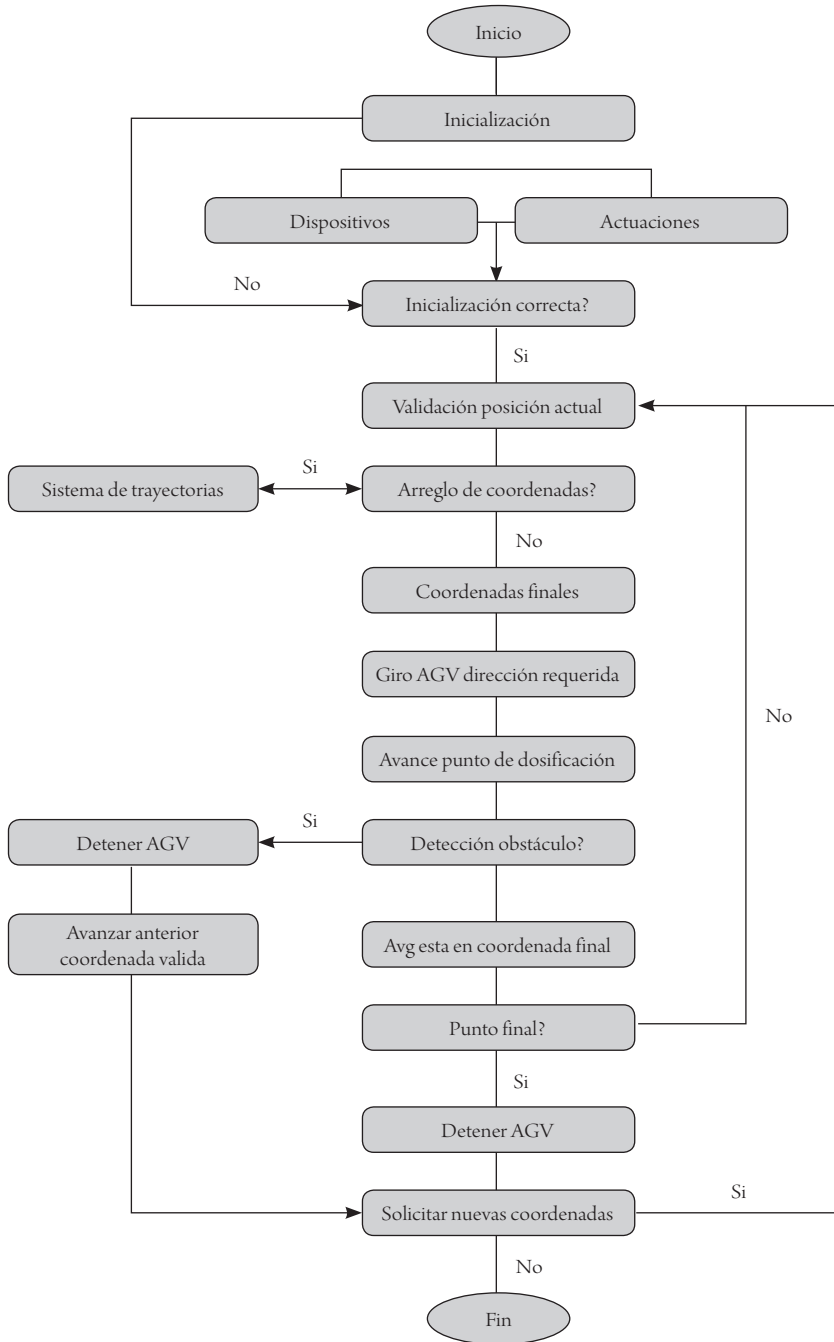 Inicio
Inicialización
Dispositivos
Actuaciones
No
Inicialización correcta?
Si
Validación posición actual
Sistema de trayectorias
Si
Arreglo de coordenadas?
No
Coordenadas finales
Giro AGV dirección requerida
No
Avance punto de dosificación
Detener AGV
Si
Detección obstáculo?
Avanzar anterior
coordenada valida
Avg esta en coordenada final
Punto final?
Si
Detener AGV
Solicitar nuevas coordenadas
Si
No
Fin